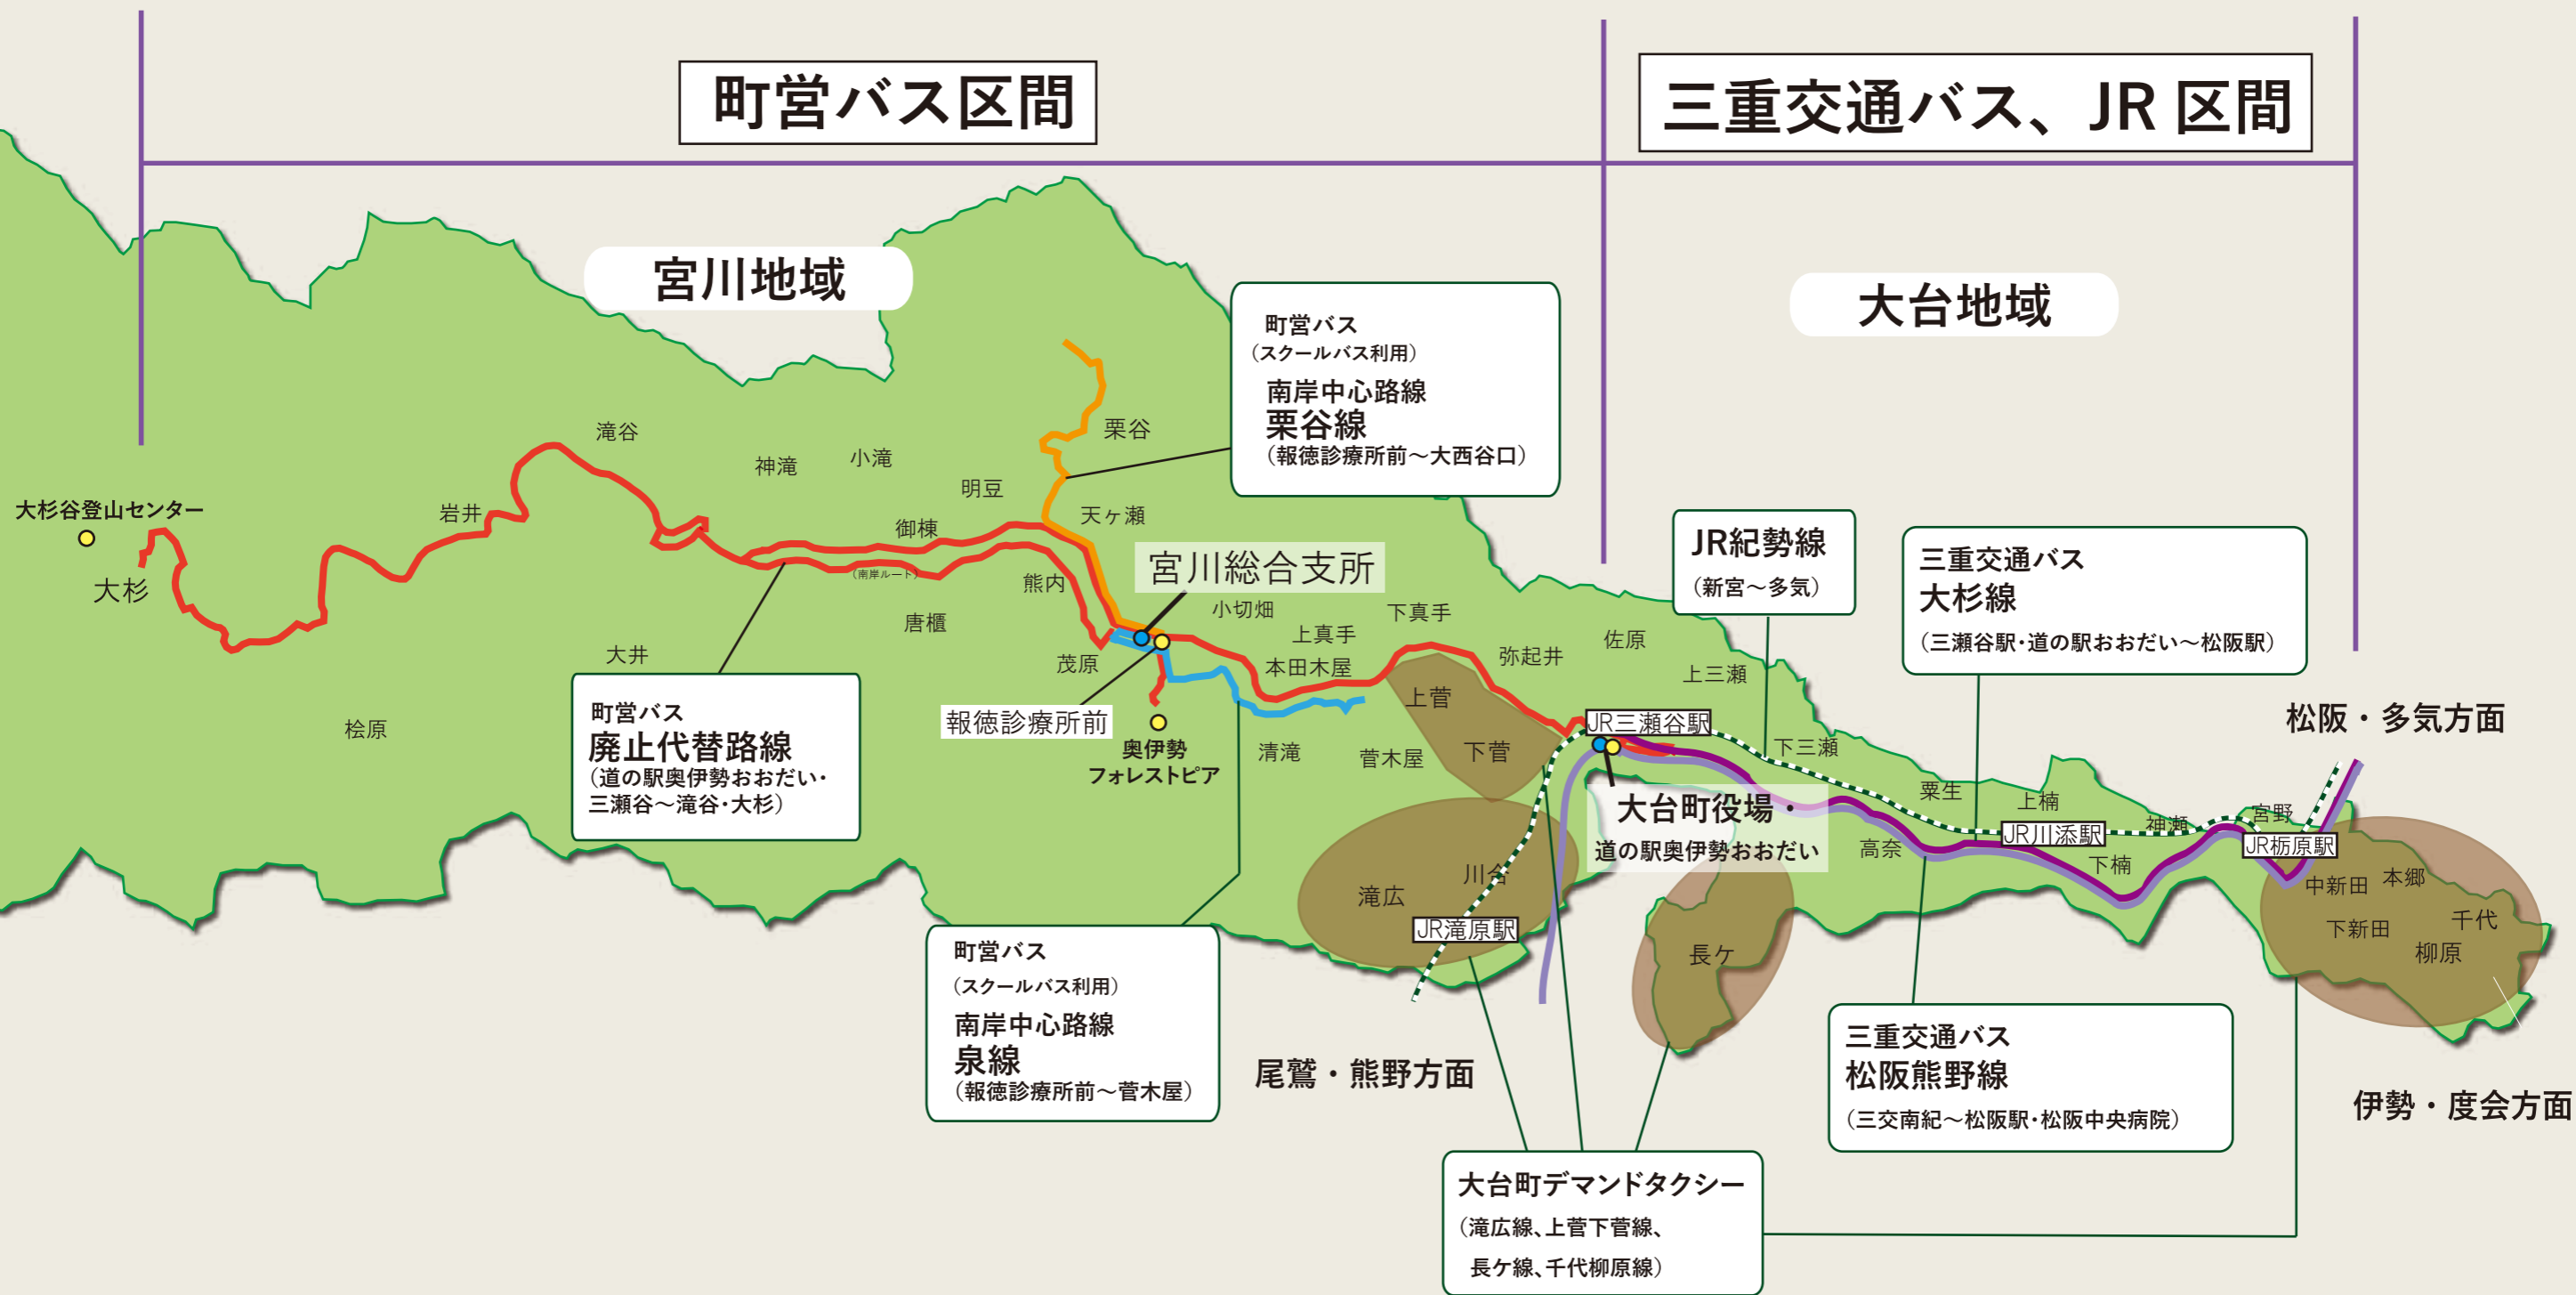 町営バス区間
三重交通バス、JR 区間
宮川地域
大台地域
町営バス
（スクールバス利用）
南岸中心路線
栗谷線
（報徳診療所前～大西谷口）
滝谷
神滝
小滝
明豆
栗谷
大杉谷登山センター
大杉
岩井
御棟
天ヶ瀬
（南岸ルート）
熊内
唐櫃
宮川総合支所
小切畑
下真手
上真手
本田木屋
弥起井
佐原
上三瀬
JR紀勢線
（新宮～多気）
三重交通バス
大杉線
（三瀬谷駅・道の駅おおだい～松阪駅）
大井
茂原
桧原
町営バス
廃止代替路線
（道の駅奥伊勢おおだい・
三瀬谷～滝谷・大杉）
報徳診療所前
奥伊勢
フォレストピア
清滝
菅木屋
上菅
下菅
JR三瀬谷駅
下三瀬
松阪・多気方面
大台町役場・
道の駅奥伊勢おおだい
粟生
上楠
神瀬
宮野
JR川添駅
JR栃原駅
高奈
下楠
中新田
本郷
下新田
千代
柳原
川合
滝広
JR滝原駅
長ケ
町営バス
（スクールバス利用）
南岸中心路線
泉線
（報徳診療所前～菅木屋）
尾鷲・熊野方面
三重交通バス
松阪熊野線
（三交南紀～松阪駅・松阪中央病院）
伊勢・度会方面
大台町デマンドタクシー
（滝広線、上菅下菅線、
長ケ線、千代柳原線）